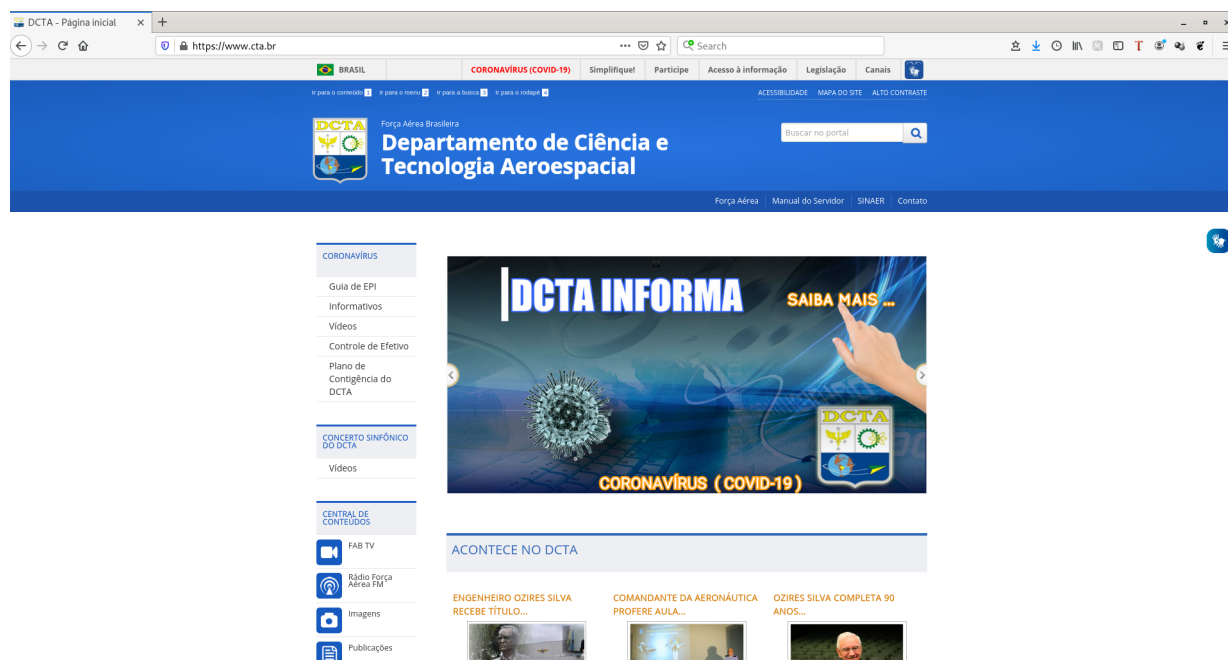 DCTA - Página inicial
https://www.cta.br
Search
BRASIL
CORONAVÍRUS (COVID-19)
Simplifique!
Participe
Acesso à informação
Legislação
Canais
Ir para o conteúdo 1
Ir para o menu 2
Ir para a busca 3
Ir para o rodapé 4
ACESSIBILIDADE
MAPA DO SITE
ALTO CONTRASTE
DCTA
Força Aérea Brasileira
Departamento de Ciência e
Tecnologia Aeroespacial
Buscar no portal
Força Aérea
Manual do Servidor
SINAER
Contato
CORONAVÍRUS
Guia de EPI
Informativos
Vídeos
Controle de Efetivo
Plano de
Contigência do
DCTA
CONCERTO SINFÔNICO
DO DCTA
Vídeos
CENTRAL DE
CONTEÚDOS
FAB TV
Rádio Força
Aérea FM
Imagens
Publicações
DCTA INFORMA
SAIBA MAIS ...
DCTA
CORONAVÍRUS ( COVID-19 )
ACONTECE NO DCTA
ENGENHEIRO OZIRES SILVA
RECEBE TÍTULO...
COMANDANTE DA AERONÁUTICA
PROFERE AULA...
OZIRES SILVA COMPLETA 90
ANOS...